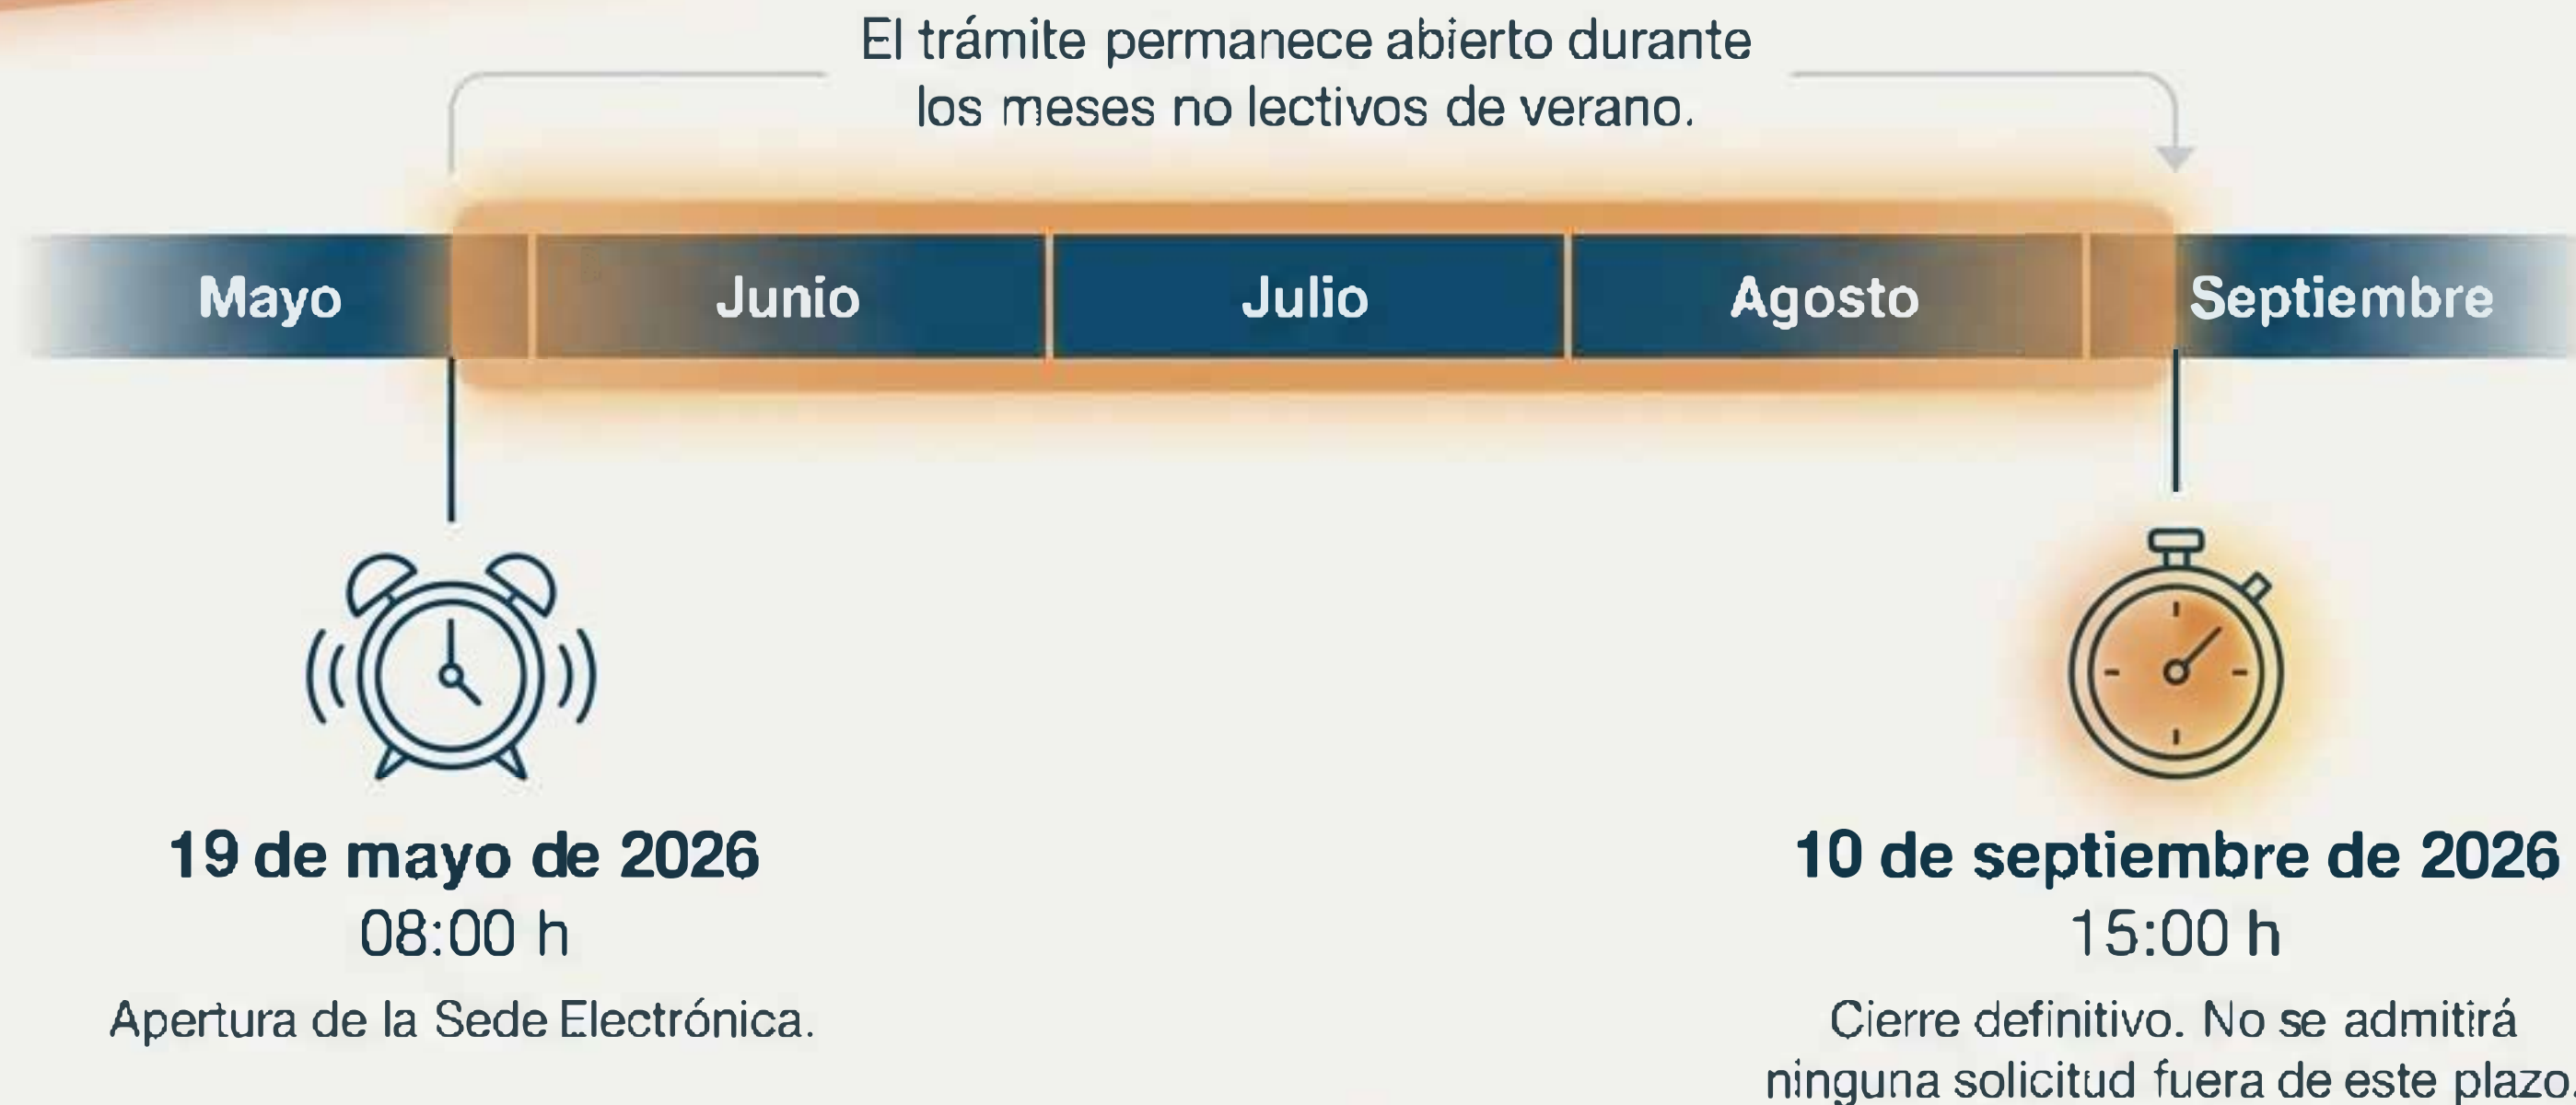 El trámite permanece abierto durante
los meses no lectivos de verano.
Mayo
Junio
Julio
Agosto
Septiembre
19 de mayo de 2026
08:00 h
Apertura de la Sede Electrónica.
10 de septiembre de 2026
15:00 h
Cierre definitivo. No se admitirá
ninguna solicitud fuera de este plazo.